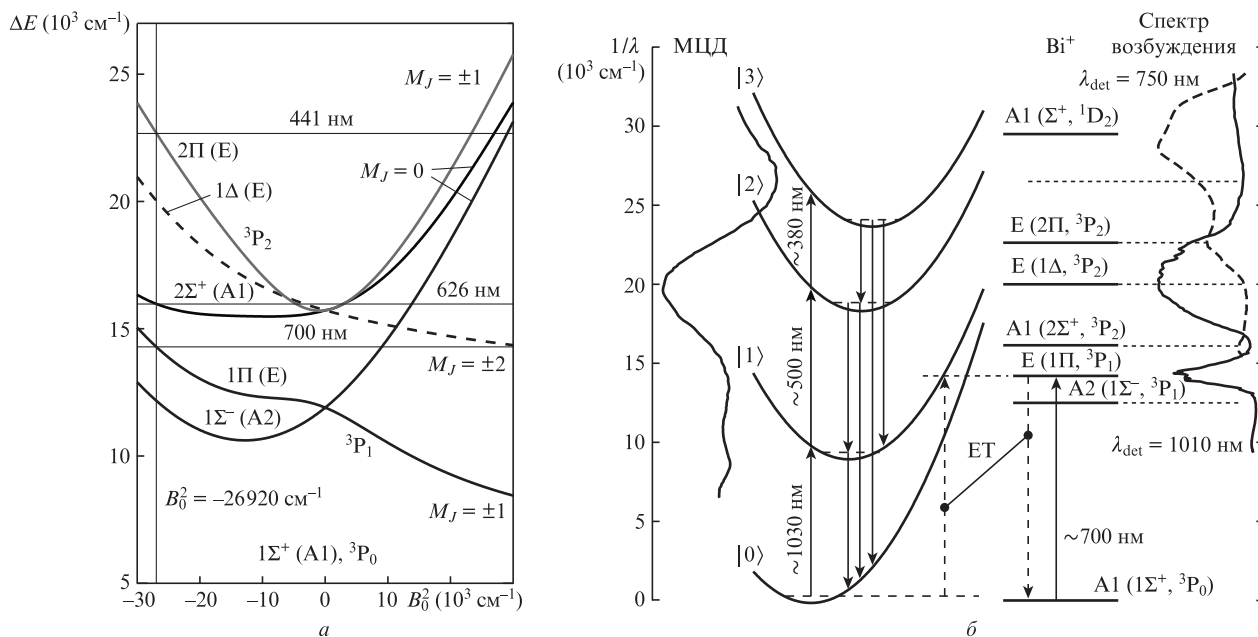 ΔE (10³ см⁻¹)
25
20
15
10
5
M_J = ±1
441 нм
2Π (E)
M_J = 0
1Δ (E)
³P₂
2Σ⁺ (A1)
626 нм
700 нм
M_J = ±2
1Π (E)
1Σ⁻ (A2)
³P₁
B₀² = −26920 см⁻¹
M_J = ±1
1Σ⁺ (A1), ³P₀
−30 −20 −10 0 10 B₀² (10³ см⁻¹)
а
1/λ
(10³ см⁻¹)
МЦД
30
25
20
15
10
5
0
|3⟩
|2⟩
|1⟩
|0⟩
~380 нм
~500 нм
~1030 нм
ET
~700 нм
Bi⁺
A1 (Σ⁺, ¹D₂)
E (2Π, ³P₂)
E (1Δ, ³P₂)
A1 (2Σ⁺, ³P₂)
E (1Π, ³P₁)
A2 (1Σ⁻, ³P₁)
A1 (1Σ⁺, ³P₀)
Спектр
возбуждения
λ_det = 750 нм
λ_det = 1010 нм
б